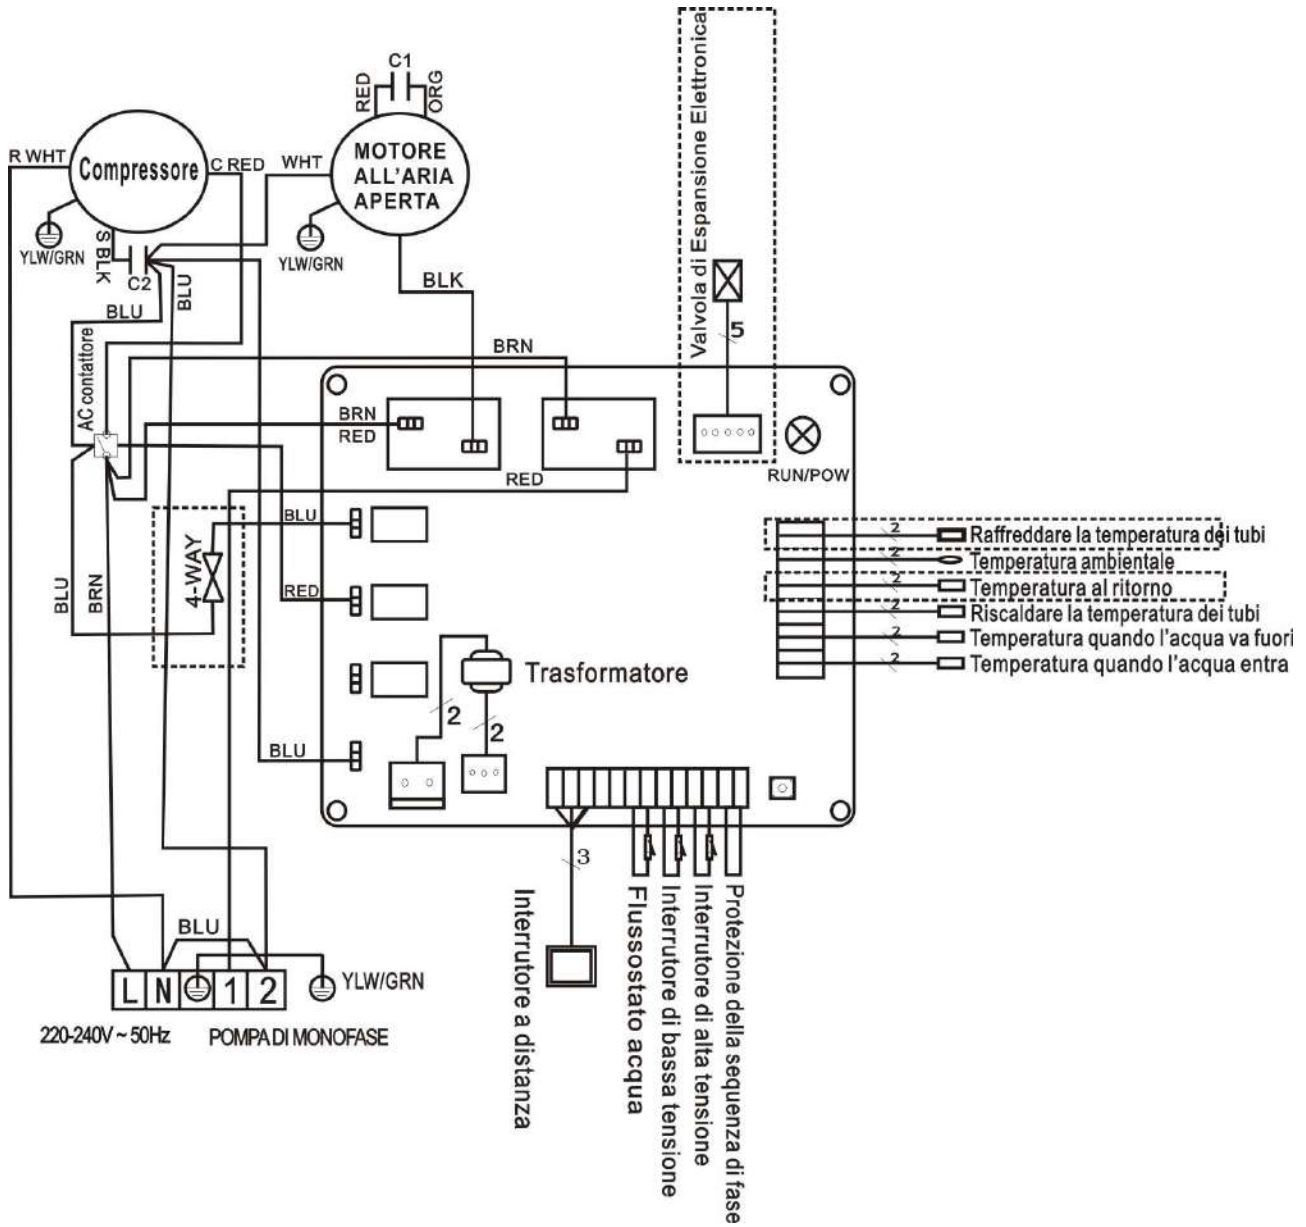 C1
RED
ORG
Valvola di Espansione Elettronica
R WHT
Compressore
C RED
WHT
MOTORE
ALL'ARIA
APERTA
YLW/GRN
S BLK
C2
BLU
BLU
YLW/GRN
BLK
5
AC contattore
BRN
BRN
RED
RED
RUN/POW
BLU
4-WAY
BLU
BRN
RED
2
Raffreddare la temperatura dei tubi
2
Temperatura ambientale
2
Temperatura al ritorno
2
Riscaldare la temperatura dei tubi
2
Temperatura quando l'acqua va fuori
2
Temperatura quando l'acqua entra
Trasformatore
2
2
BLU
3
Interrutore a distanza
Flussostato acqua
Interrutore di bassa tensione
Interrutore di alta tensione
Protezione della sequenza di fase
BLU
L N 1 2
YLW/GRN
220-240V ~ 50Hz
POMPA DI MONOFASE